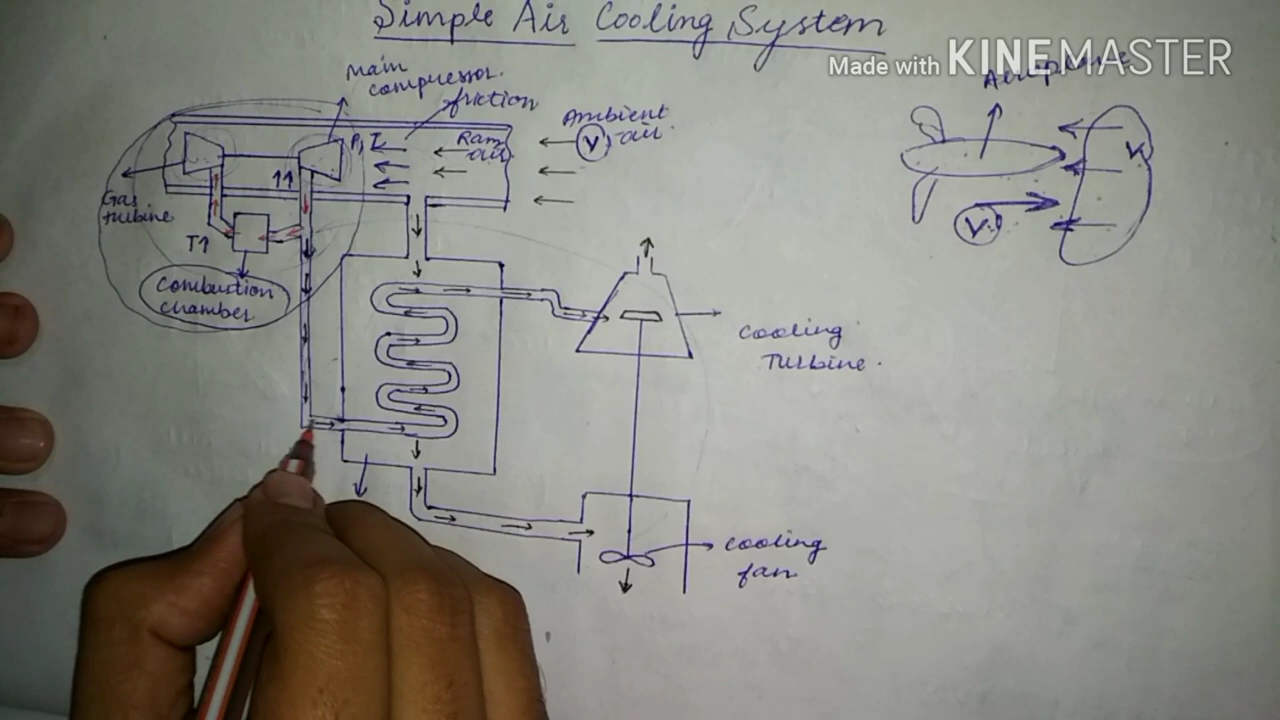 Simple Air Cooling System
Made with KINEMASTER
Aeroplane
Main
compressor.
friction
Ambient
air.
V
Ram
air
P, T
↑↑
Gas
turbine
T↑
Combustion
chamber
V
V
Cooling
Turbine.
Cooling
fan